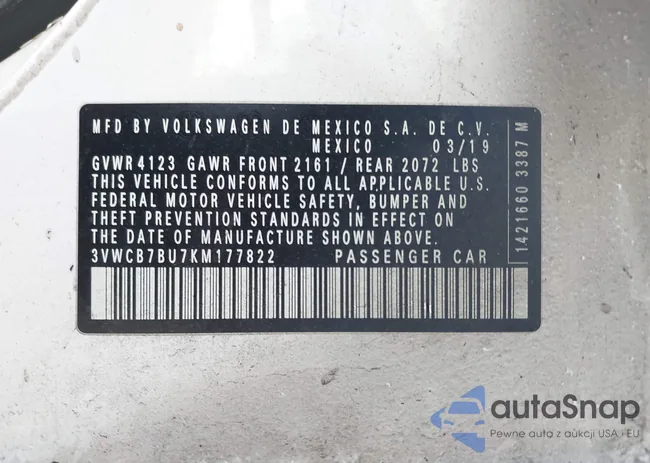 MFD BY VOLKSWAGEN DE MEXICO S.A. DE C.V.
MEXICO 03/19
GVWR 4123 GAWR FRONT 2161 / REAR 2072 LBS
THIS VEHICLE CONFORMS TO ALL APPLICABLE U.S.
FEDERAL MOTOR VEHICLE SAFETY, BUMPER AND
THEFT PREVENTION STANDARDS IN EFFECT ON
THE DATE OF MANUFACTURE SHOWN ABOVE.
3VWCB7BU7KM177822 PASSENGER CAR
1421660 3387 M
autaSnap
Pewne auta z aukcji USA i EU